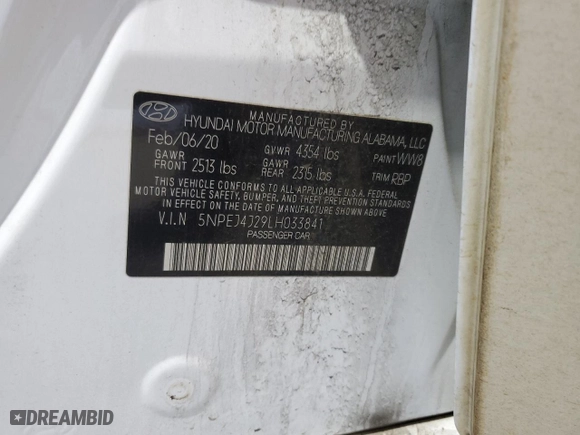 MANUFACTURED BY
HYUNDAI MOTOR MANUFACTURING ALABAMA, LLC
Feb/06/20 GVWR 4354 lbs PAINT WW8
GAWR FRONT 2513 lbs GAWR REAR 2315 lbs TRIM RBP
THIS VEHICLE CONFORMS TO ALL APPLICABLE U.S.A. FEDERAL
MOTOR VEHICLE SAFETY, BUMPER, AND THEFT PREVENTION STANDARDS
IN EFFECT ON THE DATE OF MANUFACTURE SHOWN ABOVE.
V.I.N 5NPEJ4J29LH033841
PASSENGER CAR
DREAMBID